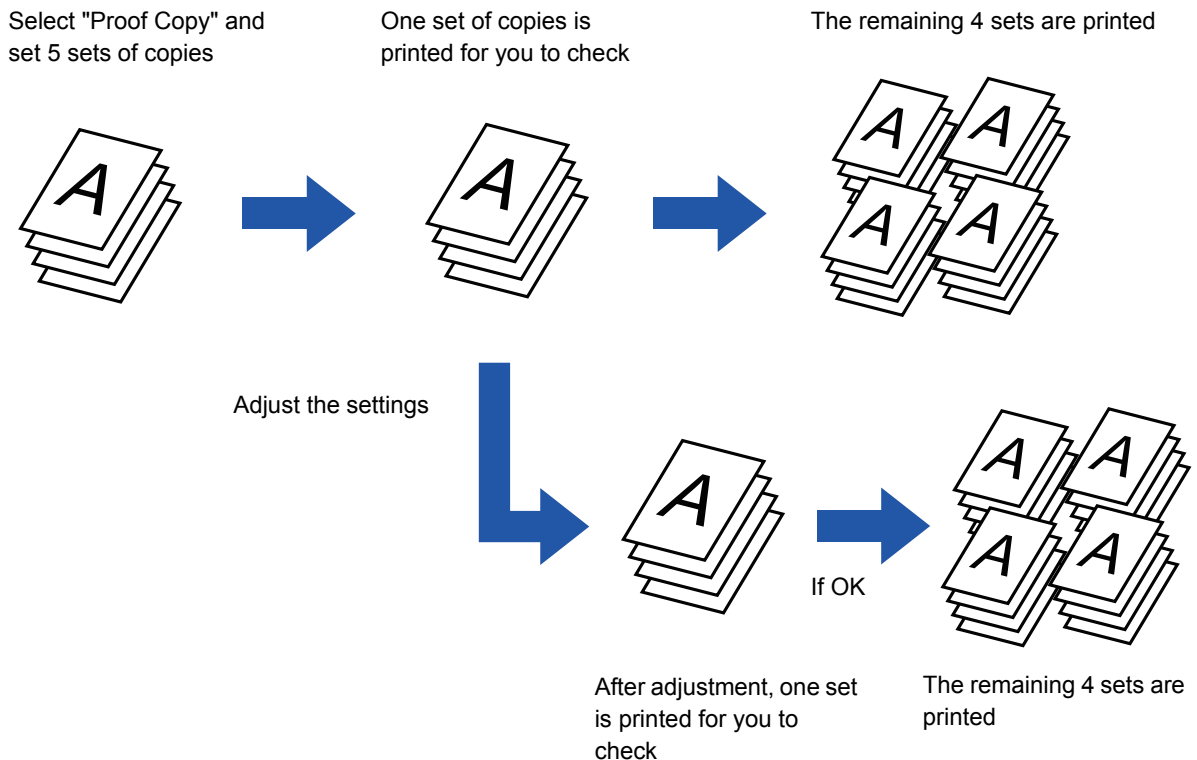 Select "Proof Copy" and
set 5 sets of copies
One set of copies is
printed for you to check
The remaining 4 sets are printed
A
A
A
A
A
A
Adjust the settings
A
If OK
A
A
A
A
After adjustment, one set
is printed for you to
check
The remaining 4 sets are
printed